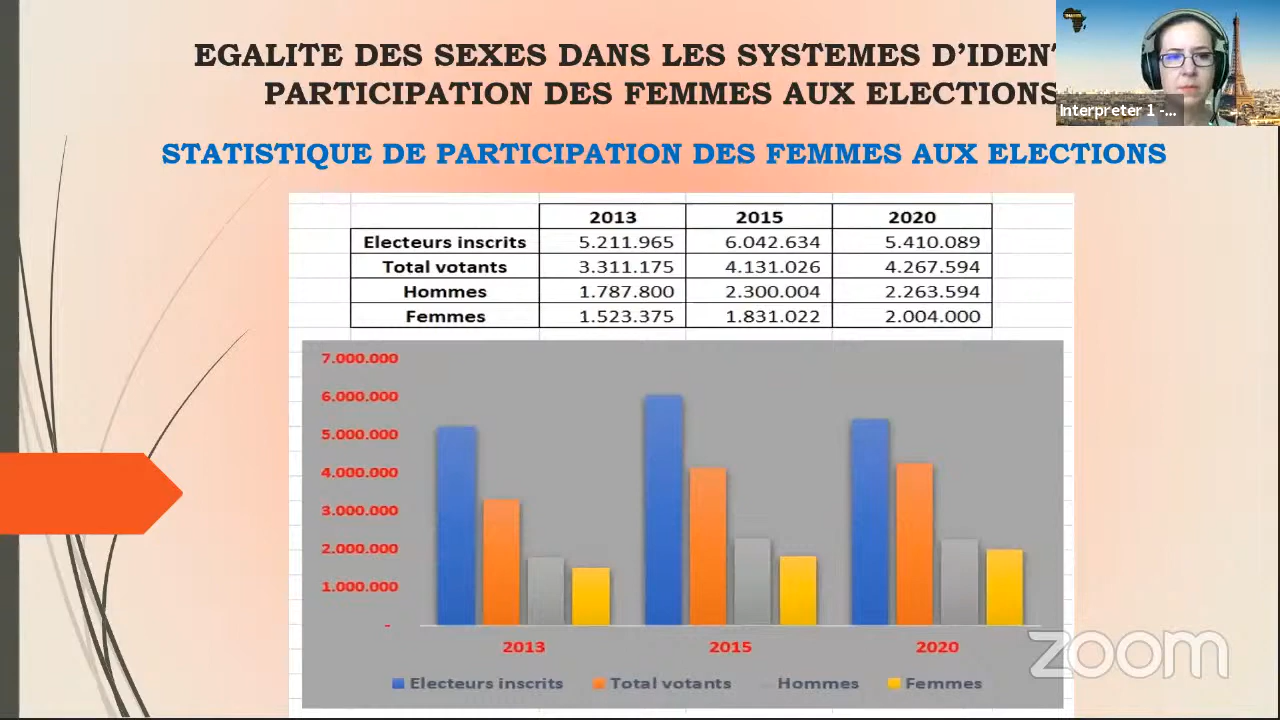 EGALITE DES SEXES DANS LES SYSTEMES D’IDENT
PARTICIPATION DES FEMMES AUX ELECTIONS
Interpreter 1 -...
STATISTIQUE DE PARTICIPATION DES FEMMES AUX ELECTIONS
2013 2015 2020
Electeurs inscrits 5.211.965 6.042.634 5.410.089
Total votants 3.311.175 4.131.026 4.267.594
Hommes 1.787.800 2.300.004 2.263.594
Femmes 1.523.375 1.831.022 2.004.000
7.000.000
6.000.000
5.000.000
4.000.000
3.000.000
2.000.000
1.000.000
-
2013 2015 2020
Electeurs inscrits Total votants Hommes Femmes
zoom